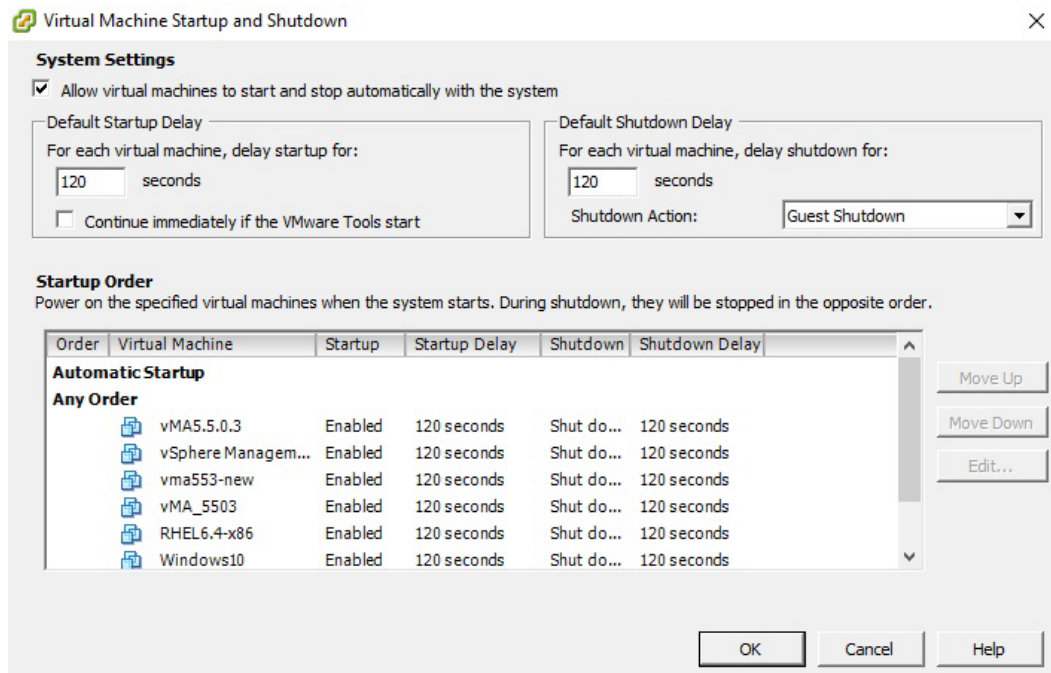 Virtual Machine Startup and Shutdown
System Settings
Allow virtual machines to start and stop automatically with the system
Default Startup Delay
For each virtual machine, delay startup for:
120 seconds
Continue immediately if the VMware Tools start
Default Shutdown Delay
For each virtual machine, delay shutdown for:
120 seconds
Shutdown Action: Guest Shutdown
Startup Order
Power on the specified virtual machines when the system starts. During shutdown, they will be stopped in the opposite order.
Order Virtual Machine Startup Startup Delay Shutdown Shutdown Delay
Automatic Startup
Any Order
vMA5.5.0.3 Enabled 120 seconds Shut do... 120 seconds
vSphere Managem... Enabled 120 seconds Shut do... 120 seconds
vma553-new Enabled 120 seconds Shut do... 120 seconds
vMA_5503 Enabled 120 seconds Shut do... 120 seconds
RHEL6.4-x86 Enabled 120 seconds Shut do... 120 seconds
Windows10 Enabled 120 seconds Shut do... 120 seconds
Move Up
Move Down
Edit...
OK Cancel Help